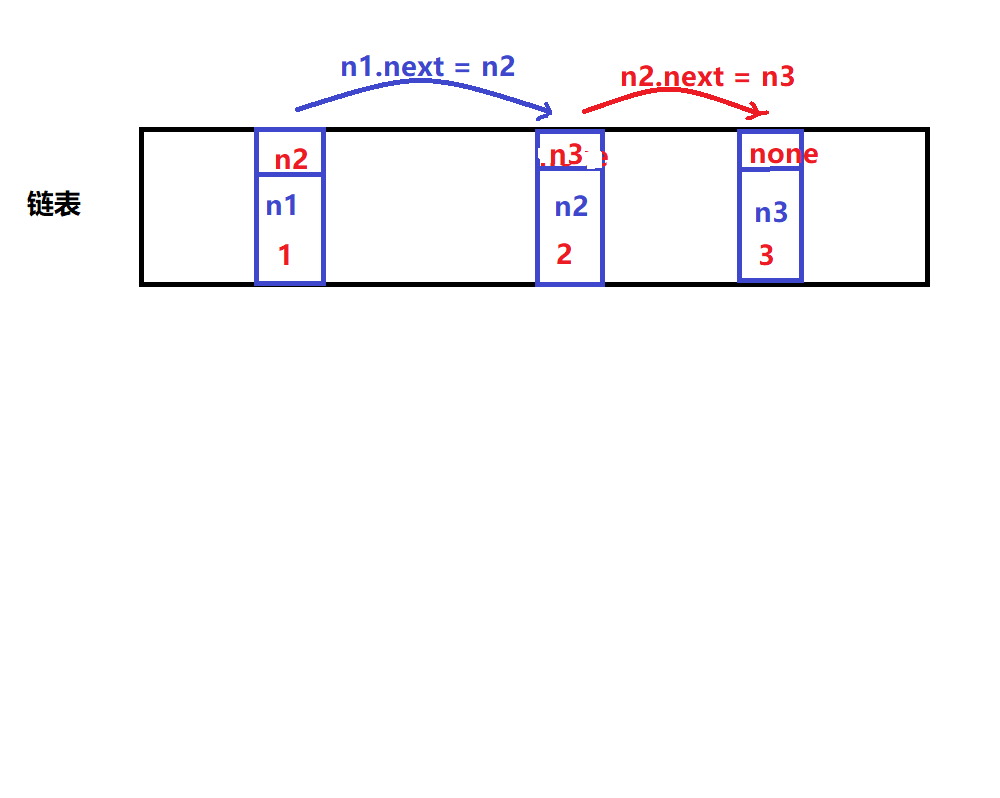 n1.next = n2
n2.next = n3
链表
n2
n3
none
n1
n2
n3
1
2
3